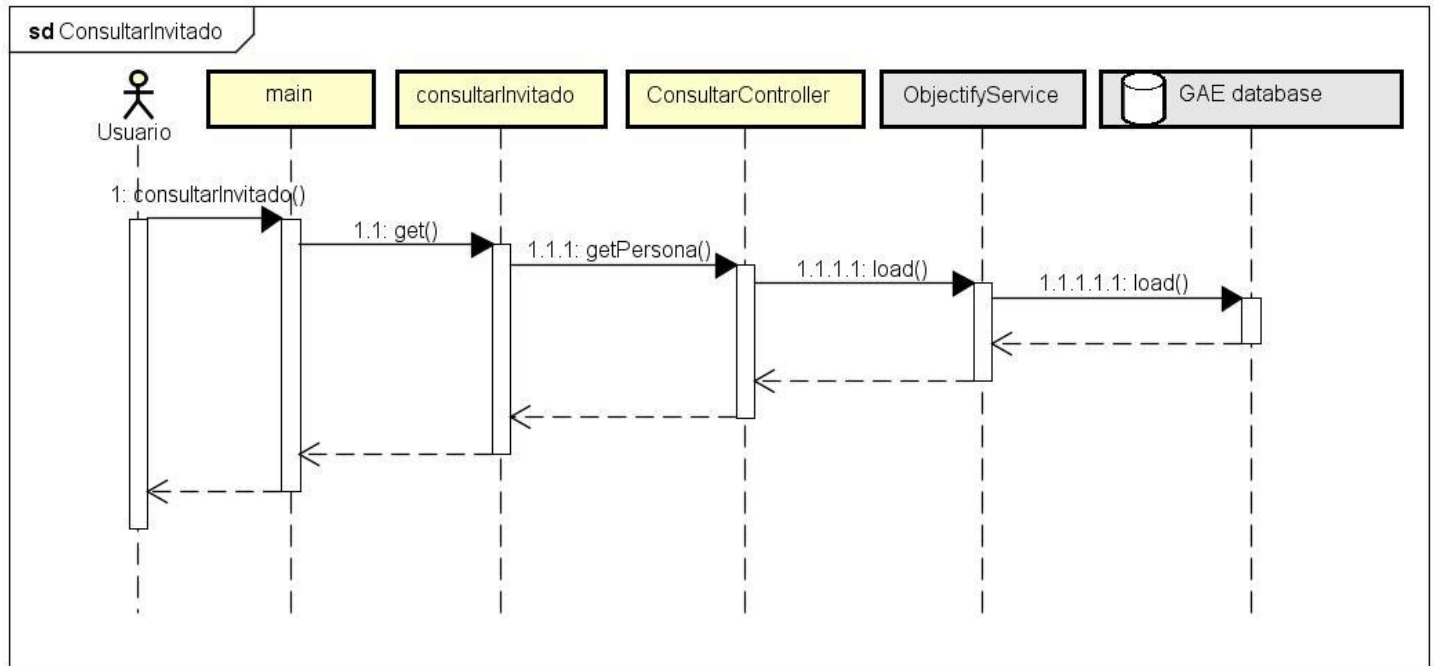 sd ConsultarInvitado
Usuario
main
consultarInvitado
ConsultarController
ObjectifyService
GAE database
1: consultarInvitado()
1.1: get()
1.1.1: getPersona()
1.1.1.1: load()
1.1.1.1.1: load()